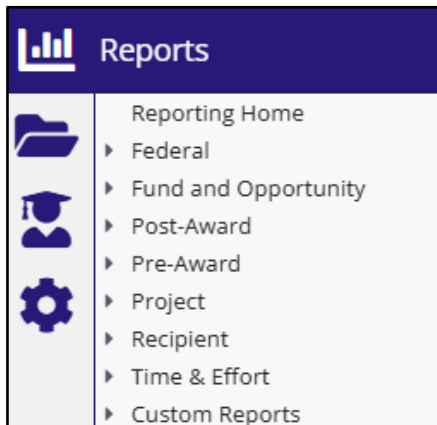 Reports
Reporting Home
Federal
Fund and Opportunity
Post-Award
Pre-Award
Project
Recipient
Time & Effort
Custom Reports